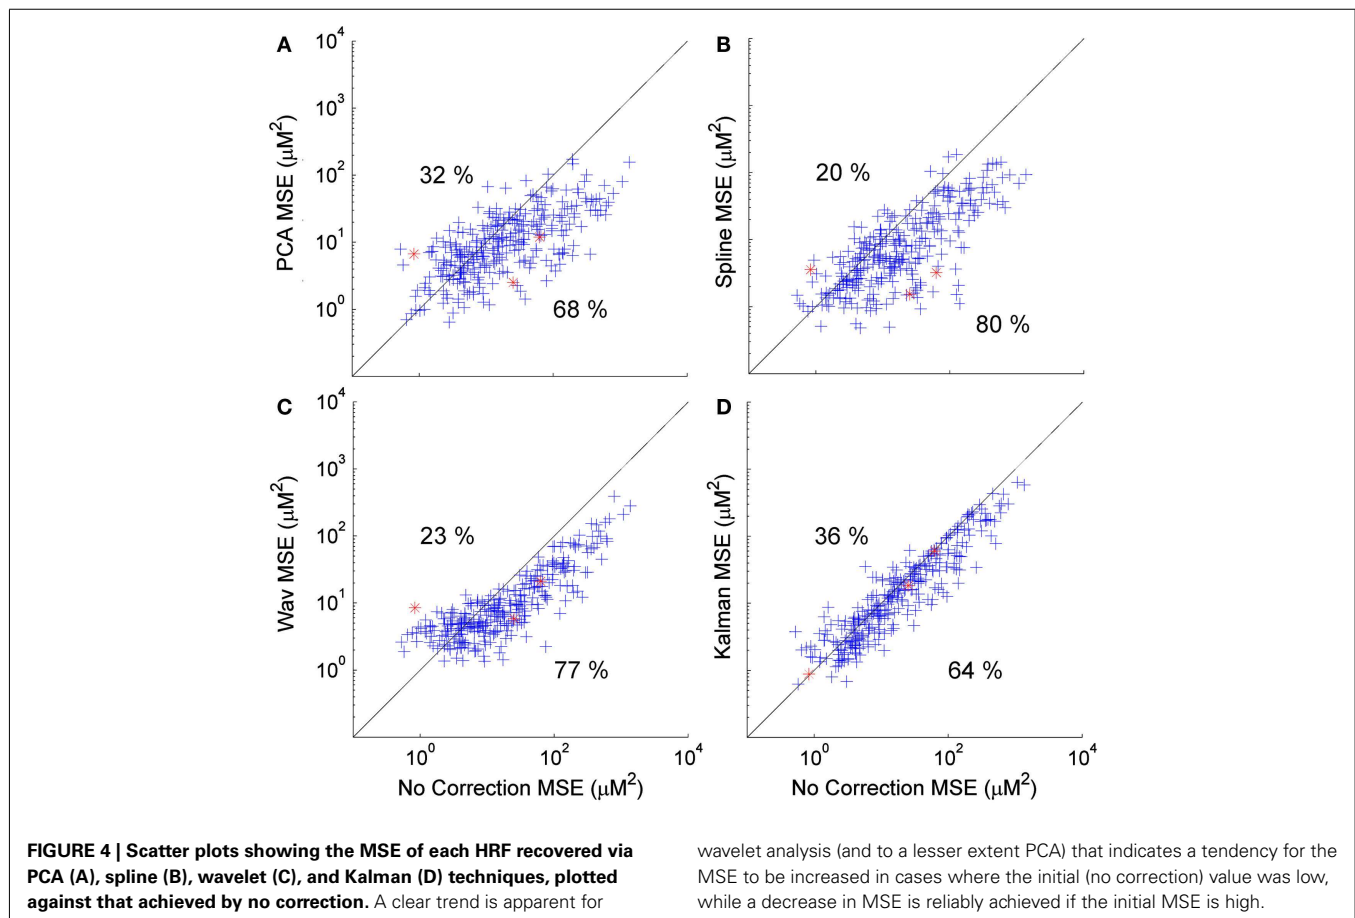 A
10^4
10^3
10^2
10^1
10^0
PCA MSE (μM^2)
32 %
68 %
B
Spline MSE (μM^2)
20 %
80 %
10^0
10^2
10^4
C
10^4
10^3
10^2
10^1
10^0
Wav MSE (μM^2)
23 %
77 %
10^0
10^2
10^4
No Correction MSE (μM^2)
D
Kalman MSE (μM^2)
36 %
64 %
10^0
10^2
10^4
No Correction MSE (μM^2)
FIGURE 4 | Scatter plots showing the MSE of each HRF recovered via
PCA (A), spline (B), wavelet (C), and Kalman (D) techniques, plotted
against that achieved by no correction. A clear trend is apparent for
wavelet analysis (and to a lesser extent PCA) that indicates a tendency for the
MSE to be increased in cases where the initial (no correction) value was low,
while a decrease in MSE is reliably achieved if the initial MSE is high.